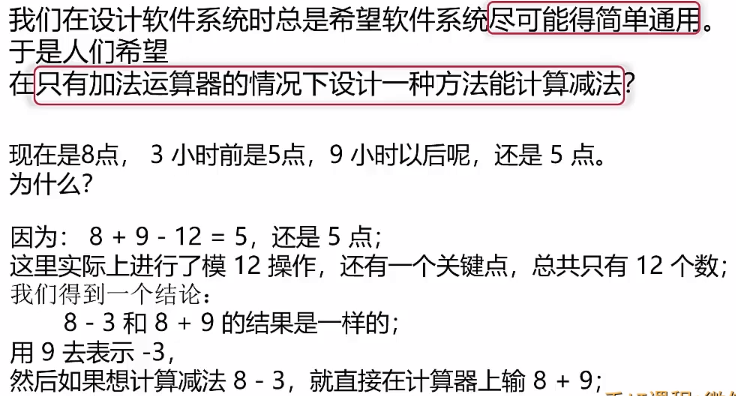 我们在设计软件系统时总是希望软件系统尽可能得简单通用。
于是人们希望
在只有加法运算器的情况下设计一种方法能计算减法？
现在是8点， 3 小时前是5点，9 小时以后呢，还是 5 点。
为什么？
因为： 8 + 9 - 12 = 5，还是 5 点；
这里实际上进行了模 12 操作，还有一个关键点，总共只有 12 个数；
我们得到一个结论：
8 - 3 和 8 + 9 的结果是一样的；
用 9 去表示 -3，
然后如果想计算减法 8 - 3，就直接在计算器上输 8 + 9；